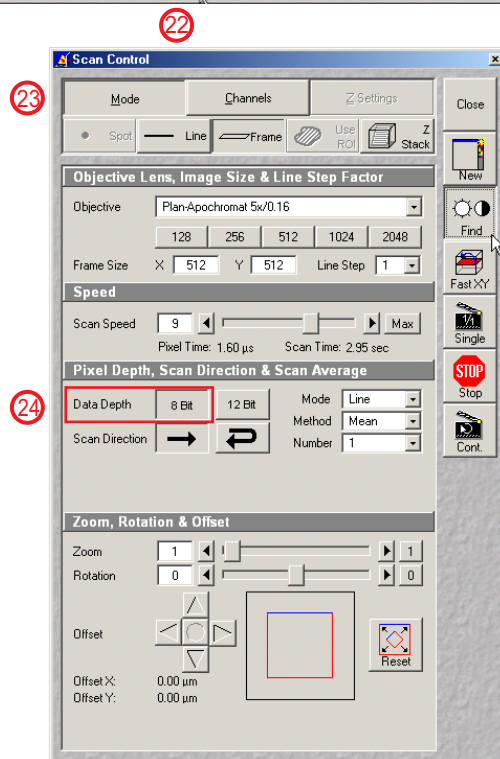 22
Scan Control
23
Mode Channels Z Settings Close
Spot Line Frame Use ROI Z Stack
New
Objective Lens, Image Size & Line Step Factor
Objective Plan-Apochromat 5x/0.16
128 256 512 1024 2048
Find
Frame Size X 512 Y 512 Line Step 1
Fast XY
Speed
Scan Speed 9 Max
1/1
Single
Pixel Time: 1.60 µs Scan Time: 2.95 sec
Pixel Depth, Scan Direction & Scan Average
STOP
Stop
24
Data Depth 8 Bit 12 Bit Mode Line
Method Mean
Scan Direction Number 1
Cont.
Zoom, Rotation & Offset
Zoom 1 1
Rotation 0 0
Offset
Reset
Offset X: 0.00 µm
Offset Y: 0.00 µm